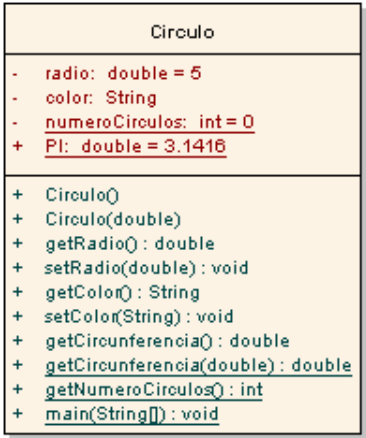 Circulo
- radio: double = 5
- color: String
- numeroCirculos: int = 0
+ PI: double = 3.1416
+ Circulo()
+ Circulo(double)
+ getRadio() : double
+ setRadio(double) : void
+ getColor() : String
+ setColor(String) : void
+ getCircunferencia() : double
+ getCircunferencia(double) : double
+ getNumeroCirculos() : int
+ main(String[]) : void